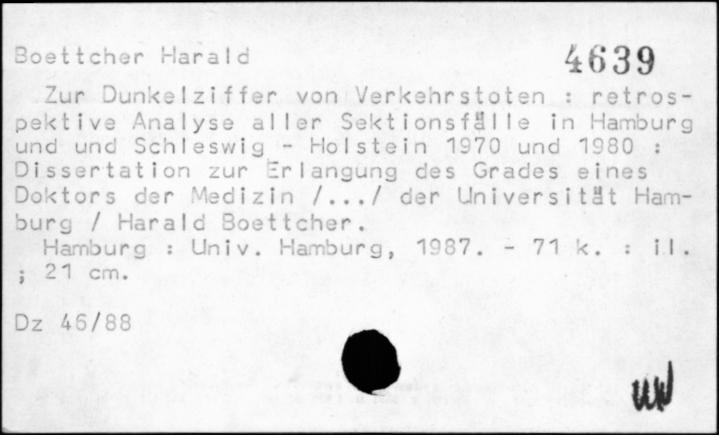 Boettcher Harald
4639
Zur Dunkelziffer von Verkehrstoten : retros-
pektive Analyse aller Sektionsfälle in Hamburg
und und Schleswig - Holstein 1970 und 1980 :
Dissertation zur Erlangung des Grades eines
Doktors der Medizin /.../ der Universität Ham-
burg / Harald Boettcher.
Hamburg : Univ. Hamburg, 1987. - 71 k. : il.
; 21 cm.
Dz 46/88